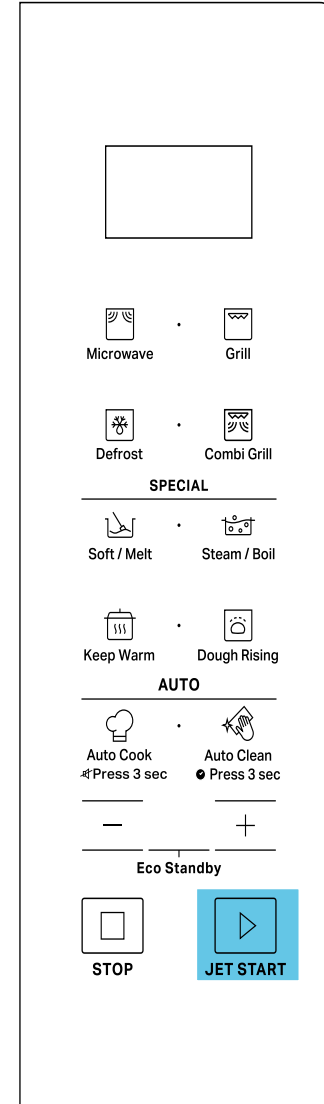 Microwave Grill
Defrost Combi Grill
SPECIAL
Soft / Melt Steam / Boil
Keep Warm Dough Rising
AUTO
Auto Cook Auto Clean
Press 3 sec Press 3 sec
− +
Eco Standby
STOP JET START